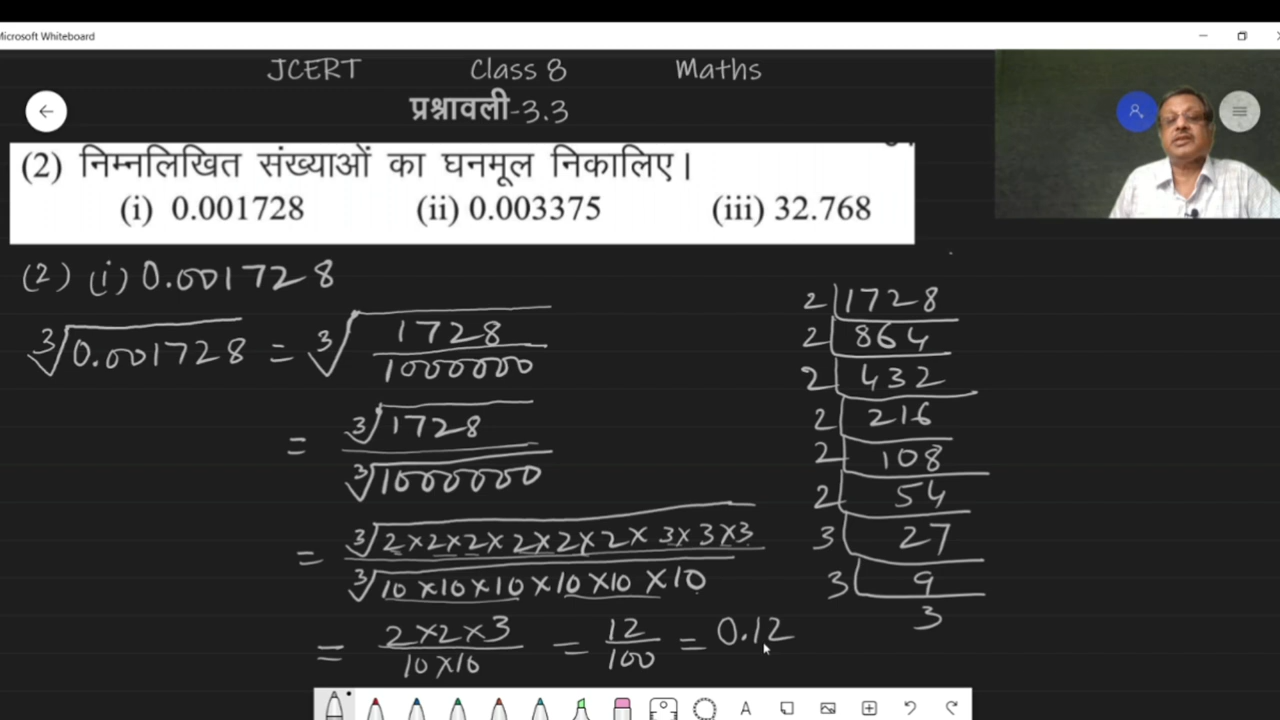 Microsoft Whiteboard
JCERT Class 8 Maths
प्रश्नावली-3.3
(2) निम्नलिखित संख्याओं का घनमूल निकालिए।
(i) 0.001728 (ii) 0.003375 (iii) 32.768
(2) (i) 0.001728
∛0.001728 = ∛(1728/1000000)
= ∛1728/∛1000000
= ∛(2×2×2×2×2×2×3×3×3)/∛(10×10×10×10×10×10)
= (2×2×3)/(10×10) = 12/100 = 0.12
2 | 1728
2 | 864
2 | 432
2 | 216
2 | 108
2 | 54
3 | 27
3 | 9
3
A